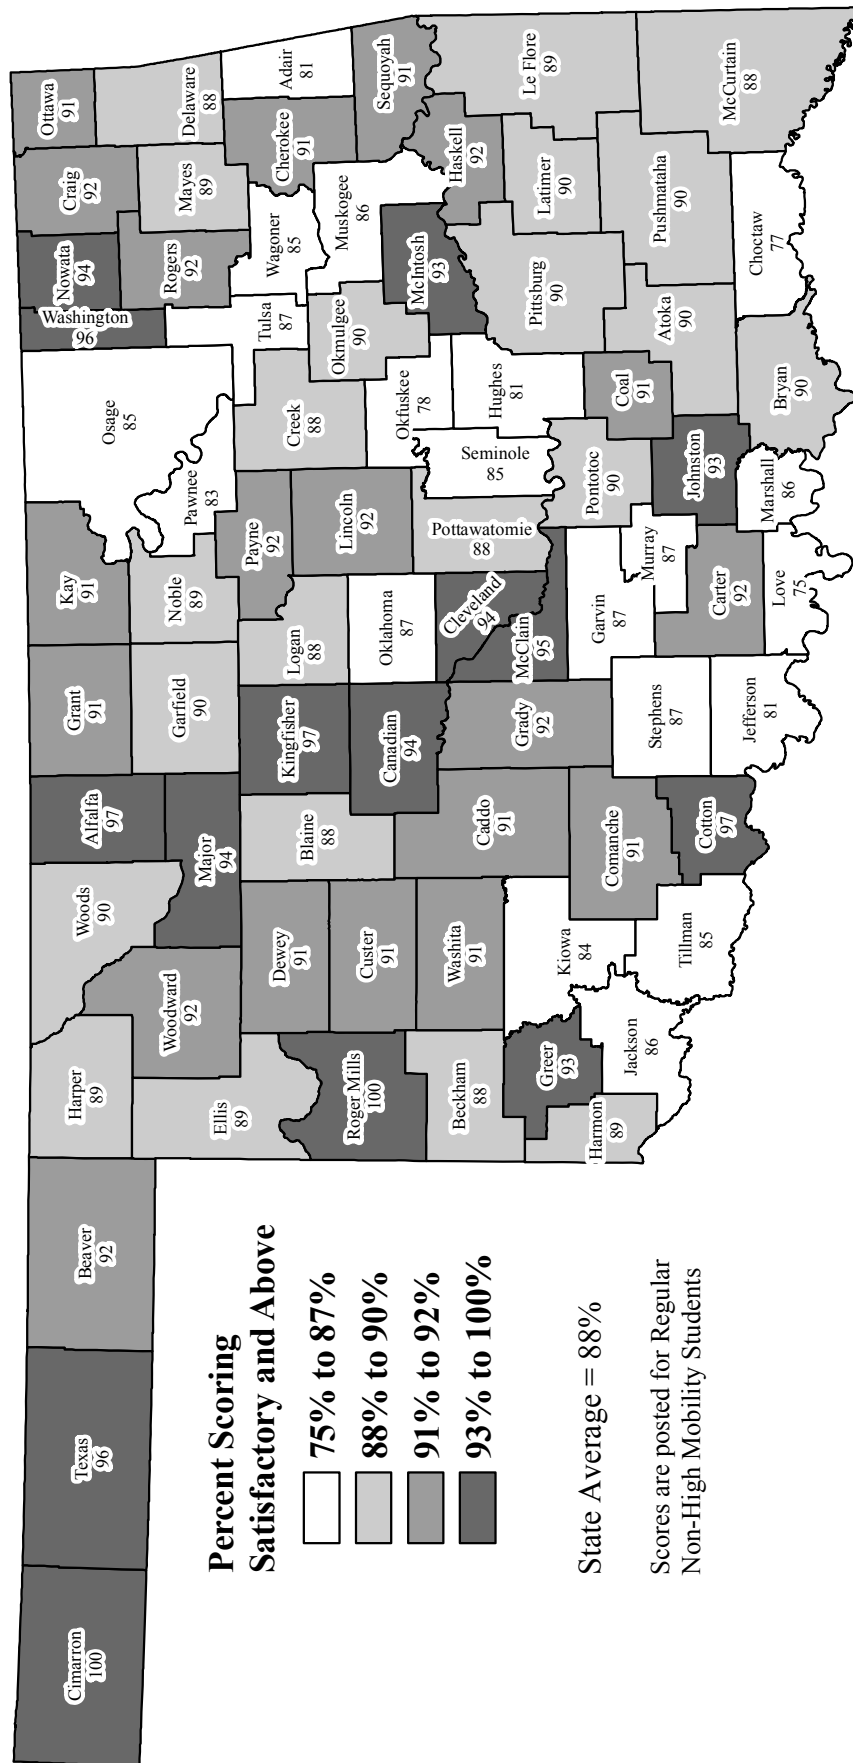 Cimarron
100
Texas
96
Beaver
92
Harper
89
Woods
90
Alfalfa
97
Grant
91
Kay
91
Osage
85
Washington
96
Nowata
94
Craig
92
Ottawa
91
Ellis
89
Woodward
92
Major
94
Garfield
90
Noble
89
Pawnee
83
Rogers
92
Mayes
89
Delaware
88
Roger Mills
100
Dewey
91
Blaine
88
Kingfisher
97
Logan
88
Payne
92
Creek
88
Tulsa
87
Wagoner
85
Cherokee
91
Adair
81
Custer
91
Canadian
94
Oklahoma
87
Lincoln
92
Okfuskee
78
Okmulgee
90
Muskogee
86
Sequoyah
91
Beckham
88
Washita
91
Caddo
91
Grady
92
Cleveland
94
McClain
95
Pottawatomie
88
Seminole
85
Hughes
81
McIntosh
93
Haskell
92
Le Flore
89
Harmon
89
Greer
93
Kiowa
84
Comanche
91
Garvin
87
Pontotoc
90
Coal
91
Pittsburg
90
Latimer
90
Jackson
86
Tillman
85
Cotton
97
Stephens
87
Murray
87
Johnston
93
Atoka
90
Pushmataha
90
McCurtain
88
Jefferson
81
Carter
92
Love
75
Marshall
86
Bryan
90
Choctaw
77
Percent Scoring
Satisfactory and Above
75% to 87%
88% to 90%
91% to 92%
93% to 100%
State Average = 88%
Scores are posted for Regular
Non-High Mobility Students